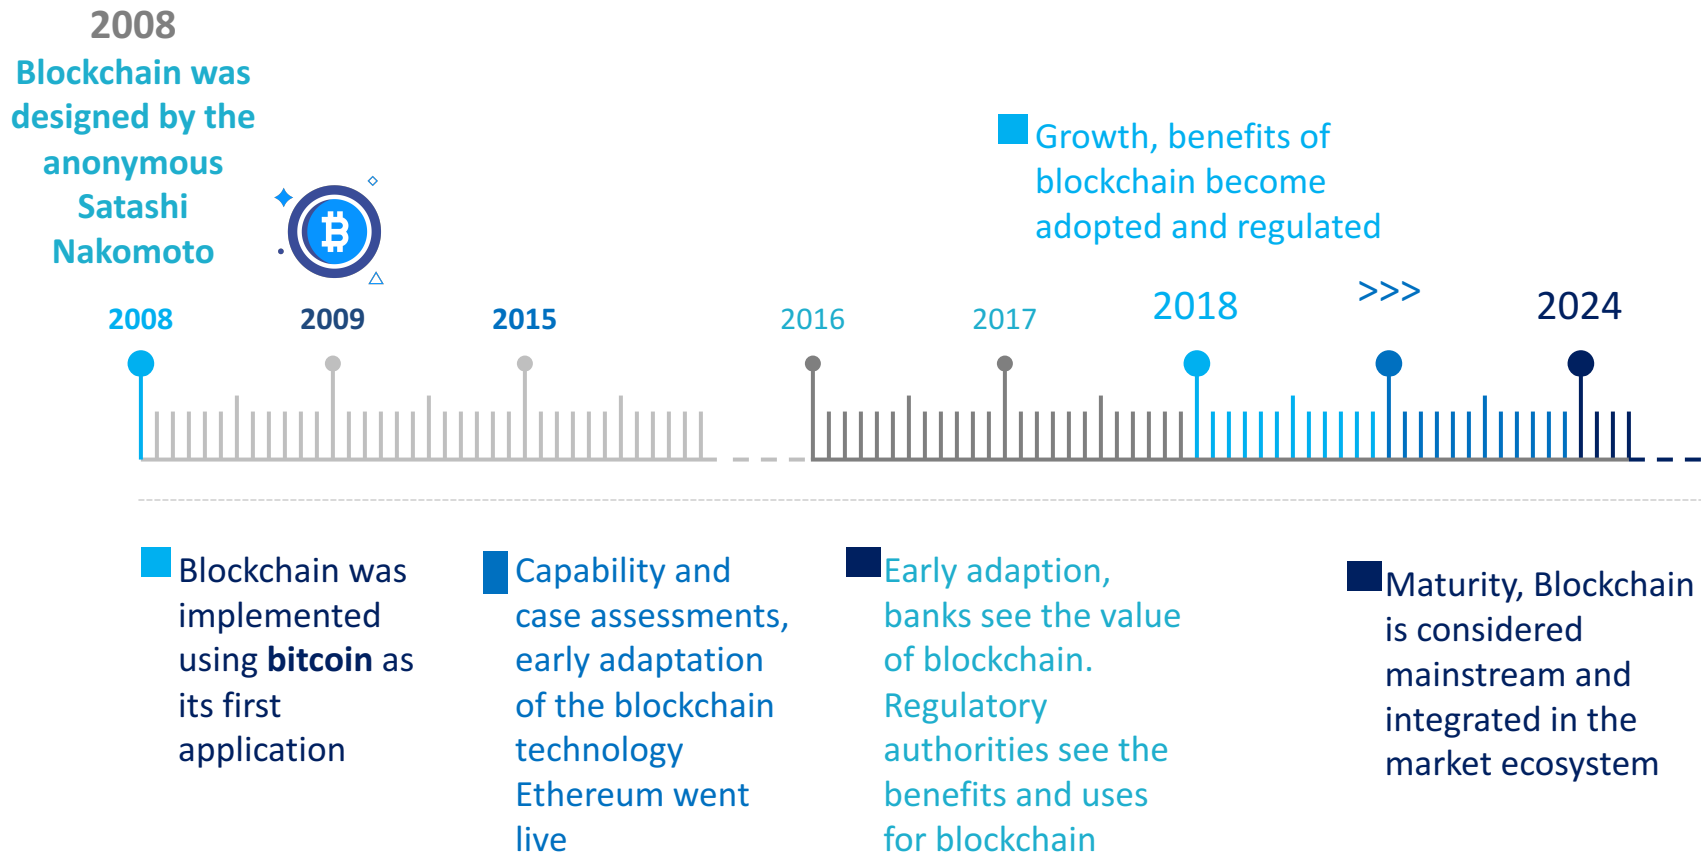 2008
Blockchain was
designed by the
anonymous
Satashi
Nakomoto
Growth, benefits of
blockchain become
adopted and regulated
2008
2009
2015
2016
2017
2018
>>>
2024
Blockchain was
implemented
using bitcoin as
its first
application
Capability and
case assessments,
early adaptation
of the blockchain
technology
Ethereum went
live
Early adaption,
banks see the value
of blockchain.
Regulatory
authorities see the
benefits and uses
for blockchain
Maturity, Blockchain
is considered
mainstream and
integrated in the
market ecosystem